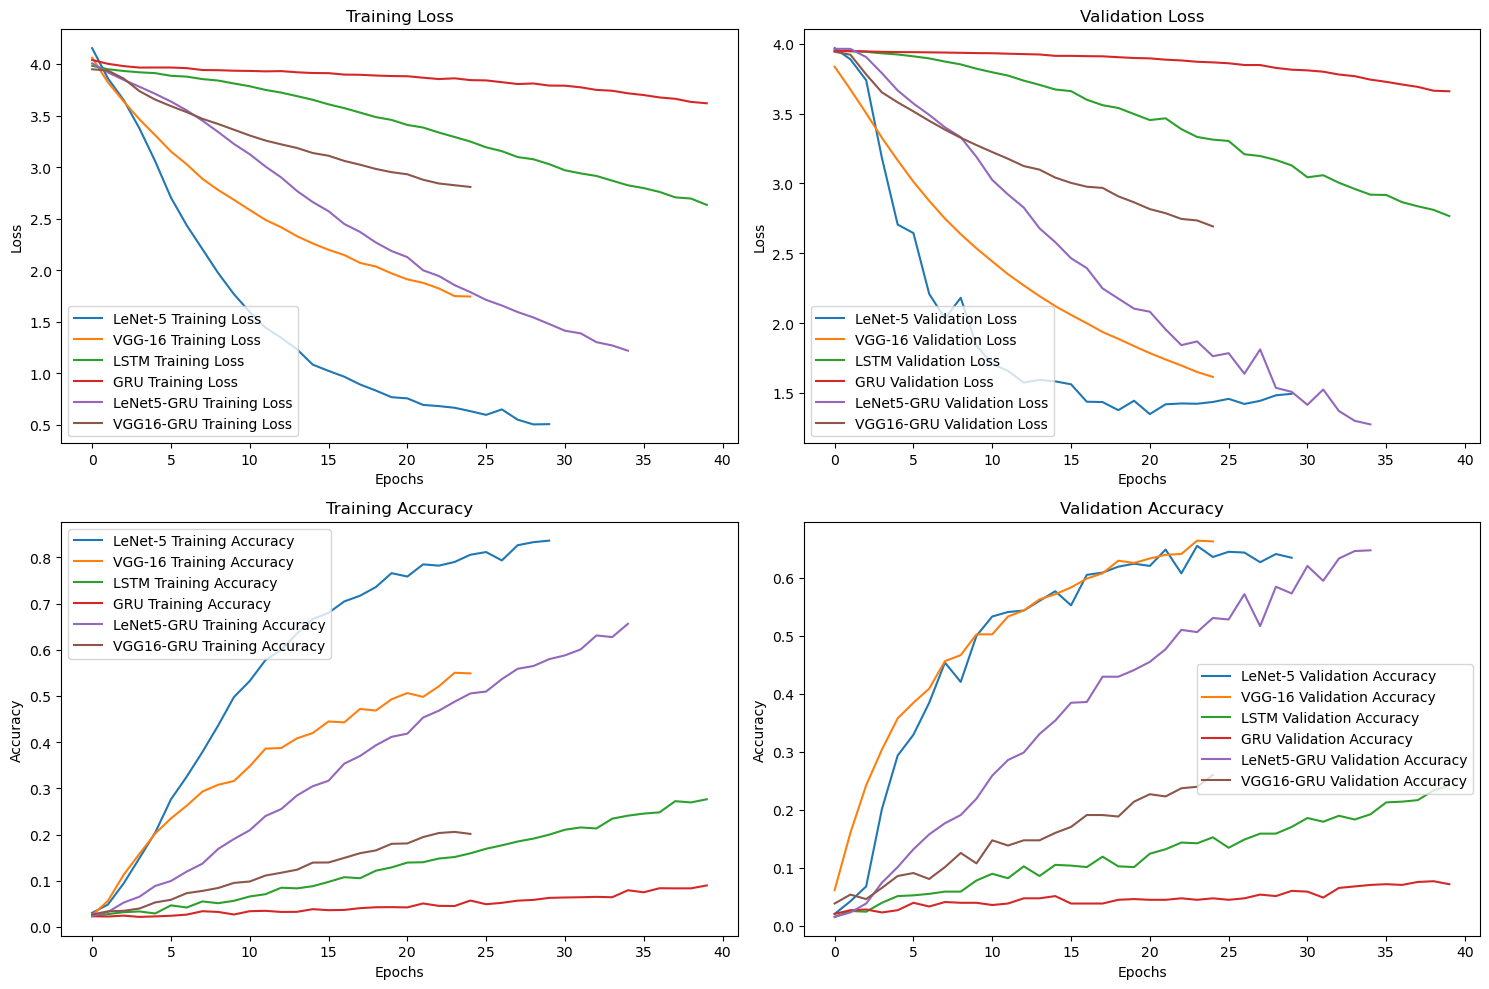 Training Loss
Loss
4.0
3.5
3.0
2.5
2.0
1.5
1.0
0.5
LeNet-5 Training Loss
VGG-16 Training Loss
LSTM Training Loss
GRU Training Loss
LeNet5-GRU Training Loss
VGG16-GRU Training Loss
0 5 10 15 20 25 30 35 40
Epochs
Validation Loss
Loss
4.0
3.5
3.0
2.5
2.0
1.5
LeNet-5 Validation Loss
VGG-16 Validation Loss
LSTM Validation Loss
GRU Validation Loss
LeNet5-GRU Validation Loss
VGG16-GRU Validation Loss
0 5 10 15 20 25 30 35 40
Epochs
Training Accuracy
Accuracy
0.8
0.7
0.6
0.5
0.4
0.3
0.2
0.1
0.0
LeNet-5 Training Accuracy
VGG-16 Training Accuracy
LSTM Training Accuracy
GRU Training Accuracy
LeNet5-GRU Training Accuracy
VGG16-GRU Training Accuracy
0 5 10 15 20 25 30 35 40
Epochs
Validation Accuracy
Accuracy
0.6
0.5
0.4
0.3
0.2
0.1
0.0
LeNet-5 Validation Accuracy
VGG-16 Validation Accuracy
LSTM Validation Accuracy
GRU Validation Accuracy
LeNet5-GRU Validation Accuracy
VGG16-GRU Validation Accuracy
0 5 10 15 20 25 30 35 40
Epochs